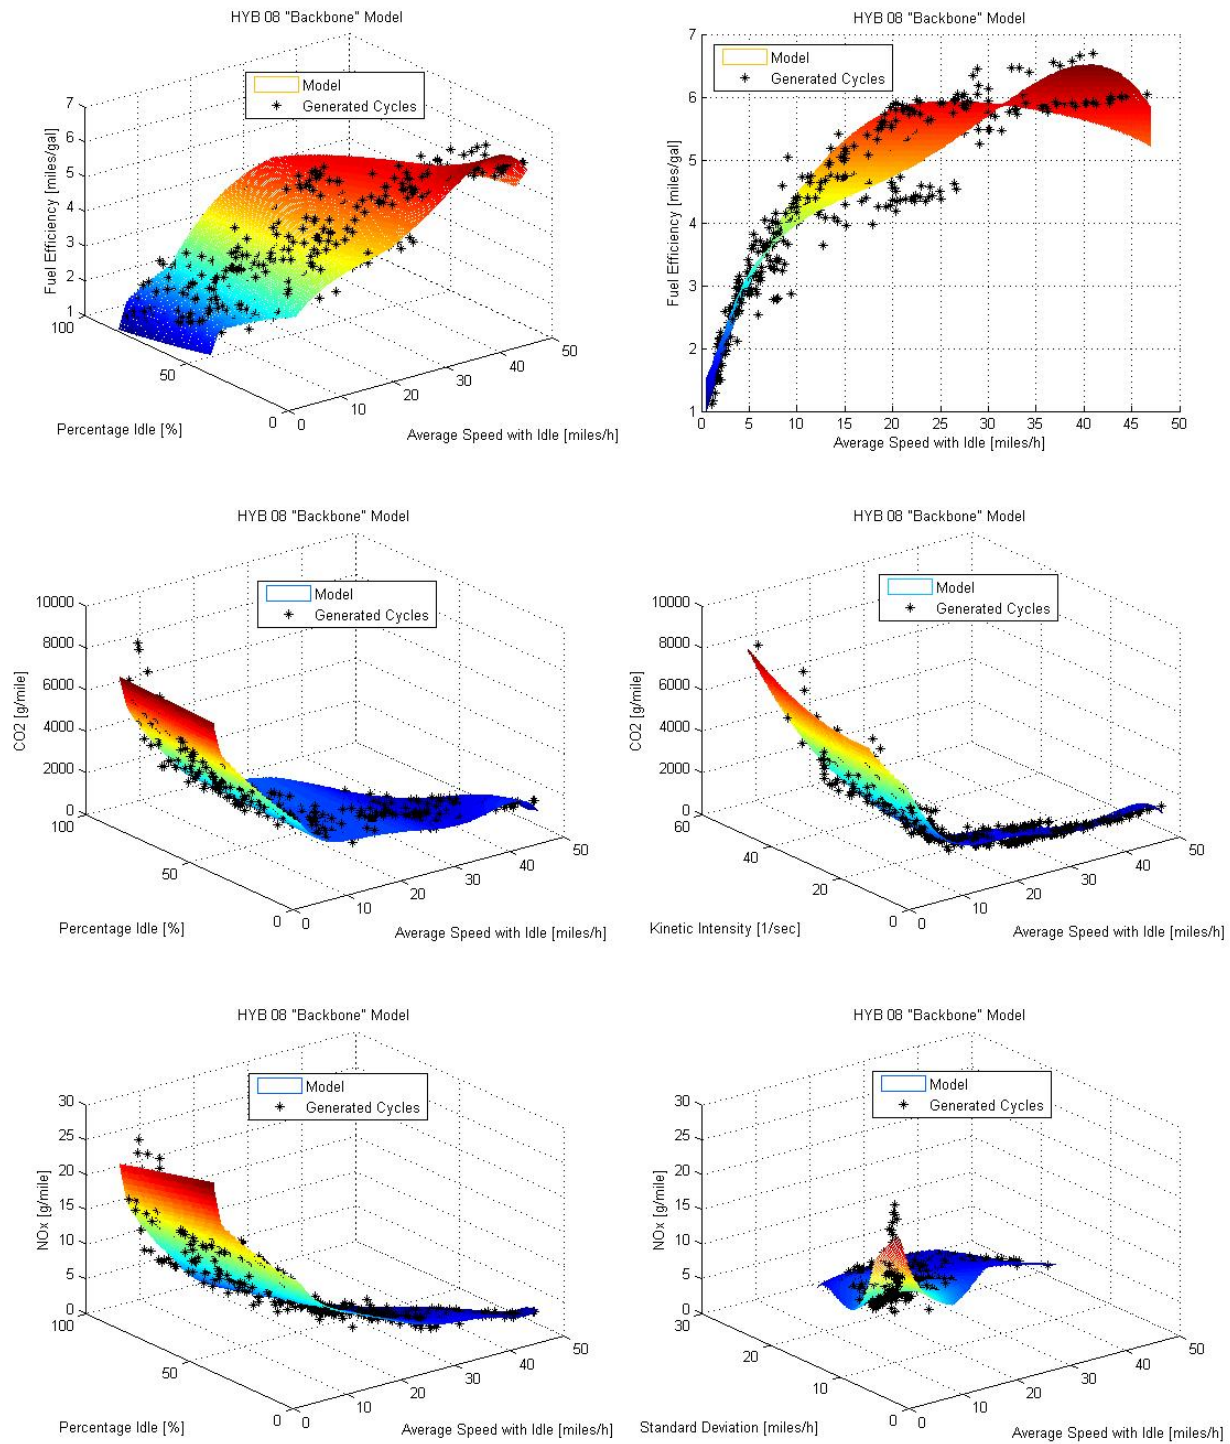 HYB 08 "Backbone" Model
Model
Generated Cycles
7
6
5
4
3
2
1
Fuel Efficiency [miles/gal]
100
50
0
Percentage Idle [%]
0
10
20
30
40
50
Average Speed with Idle [miles/h]
HYB 08 "Backbone" Model
Model
Generated Cycles
7
6
5
4
3
2
1
Fuel Efficiency [miles/gal]
0 5 10 15 20 25 30 35 40 45 50
Average Speed with Idle [miles/h]
HYB 08 "Backbone" Model
Model
Generated Cycles
10000
8000
6000
4000
2000
0
CO2 [g/mile]
100
50
0
Percentage Idle [%]
0
10
20
30
40
50
Average Speed with Idle [miles/h]
HYB 08 "Backbone" Model
Model
Generated Cycles
10000
8000
6000
4000
2000
0
CO2 [g/mile]
60
40
20
0
Kinetic Intensity [1/sec]
0
10
20
30
40
50
Average Speed with Idle [miles/h]
HYB 08 "Backbone" Model
Model
Generated Cycles
30
25
20
15
10
5
0
NOx [g/mile]
100
50
0
Percentage Idle [%]
0
10
20
30
40
50
Average Speed with Idle [miles/h]
HYB 08 "Backbone" Model
Model
Generated Cycles
30
25
20
15
10
5
0
NOx [g/mile]
30
20
10
0
Standard Deviation [miles/h]
0
10
20
30
40
50
Average Speed with Idle [miles/h]